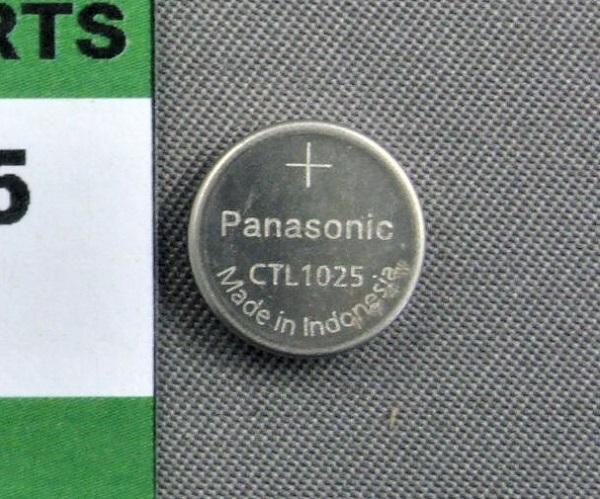 RTS
5
+
Panasonic
CTL1025
Made in Indonesia